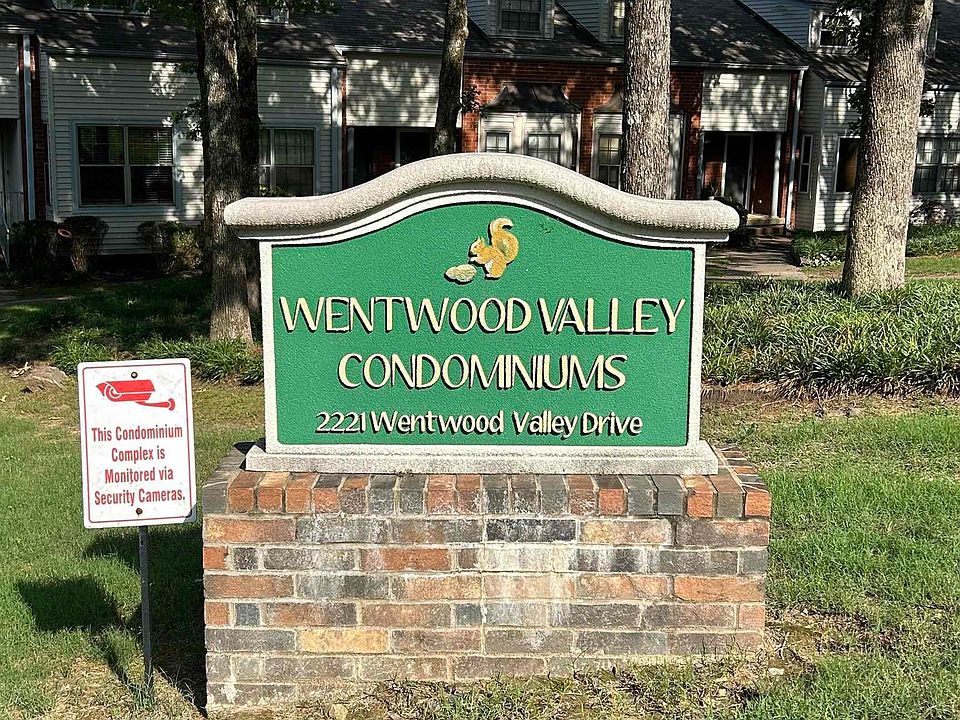 WENTWOOD VALLEY
CONDOMINIUMS
2221 Wentwood Valley Drive
This Condominium
Complex is
Monitored via
Security Cameras.